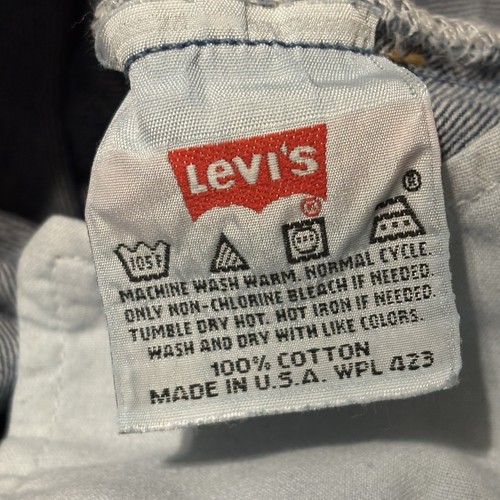 Levi's
®
®
105F
MACHINE WASH WARM. NORMAL CYCLE.
ONLY NON-CHLORINE BLEACH IF NEEDED.
TUMBLE DRY HOT. HOT IRON IF NEEDED.
WASH AND DRY WITH LIKE COLORS.
100% COTTON
MADE IN U.S.A. WPL 423